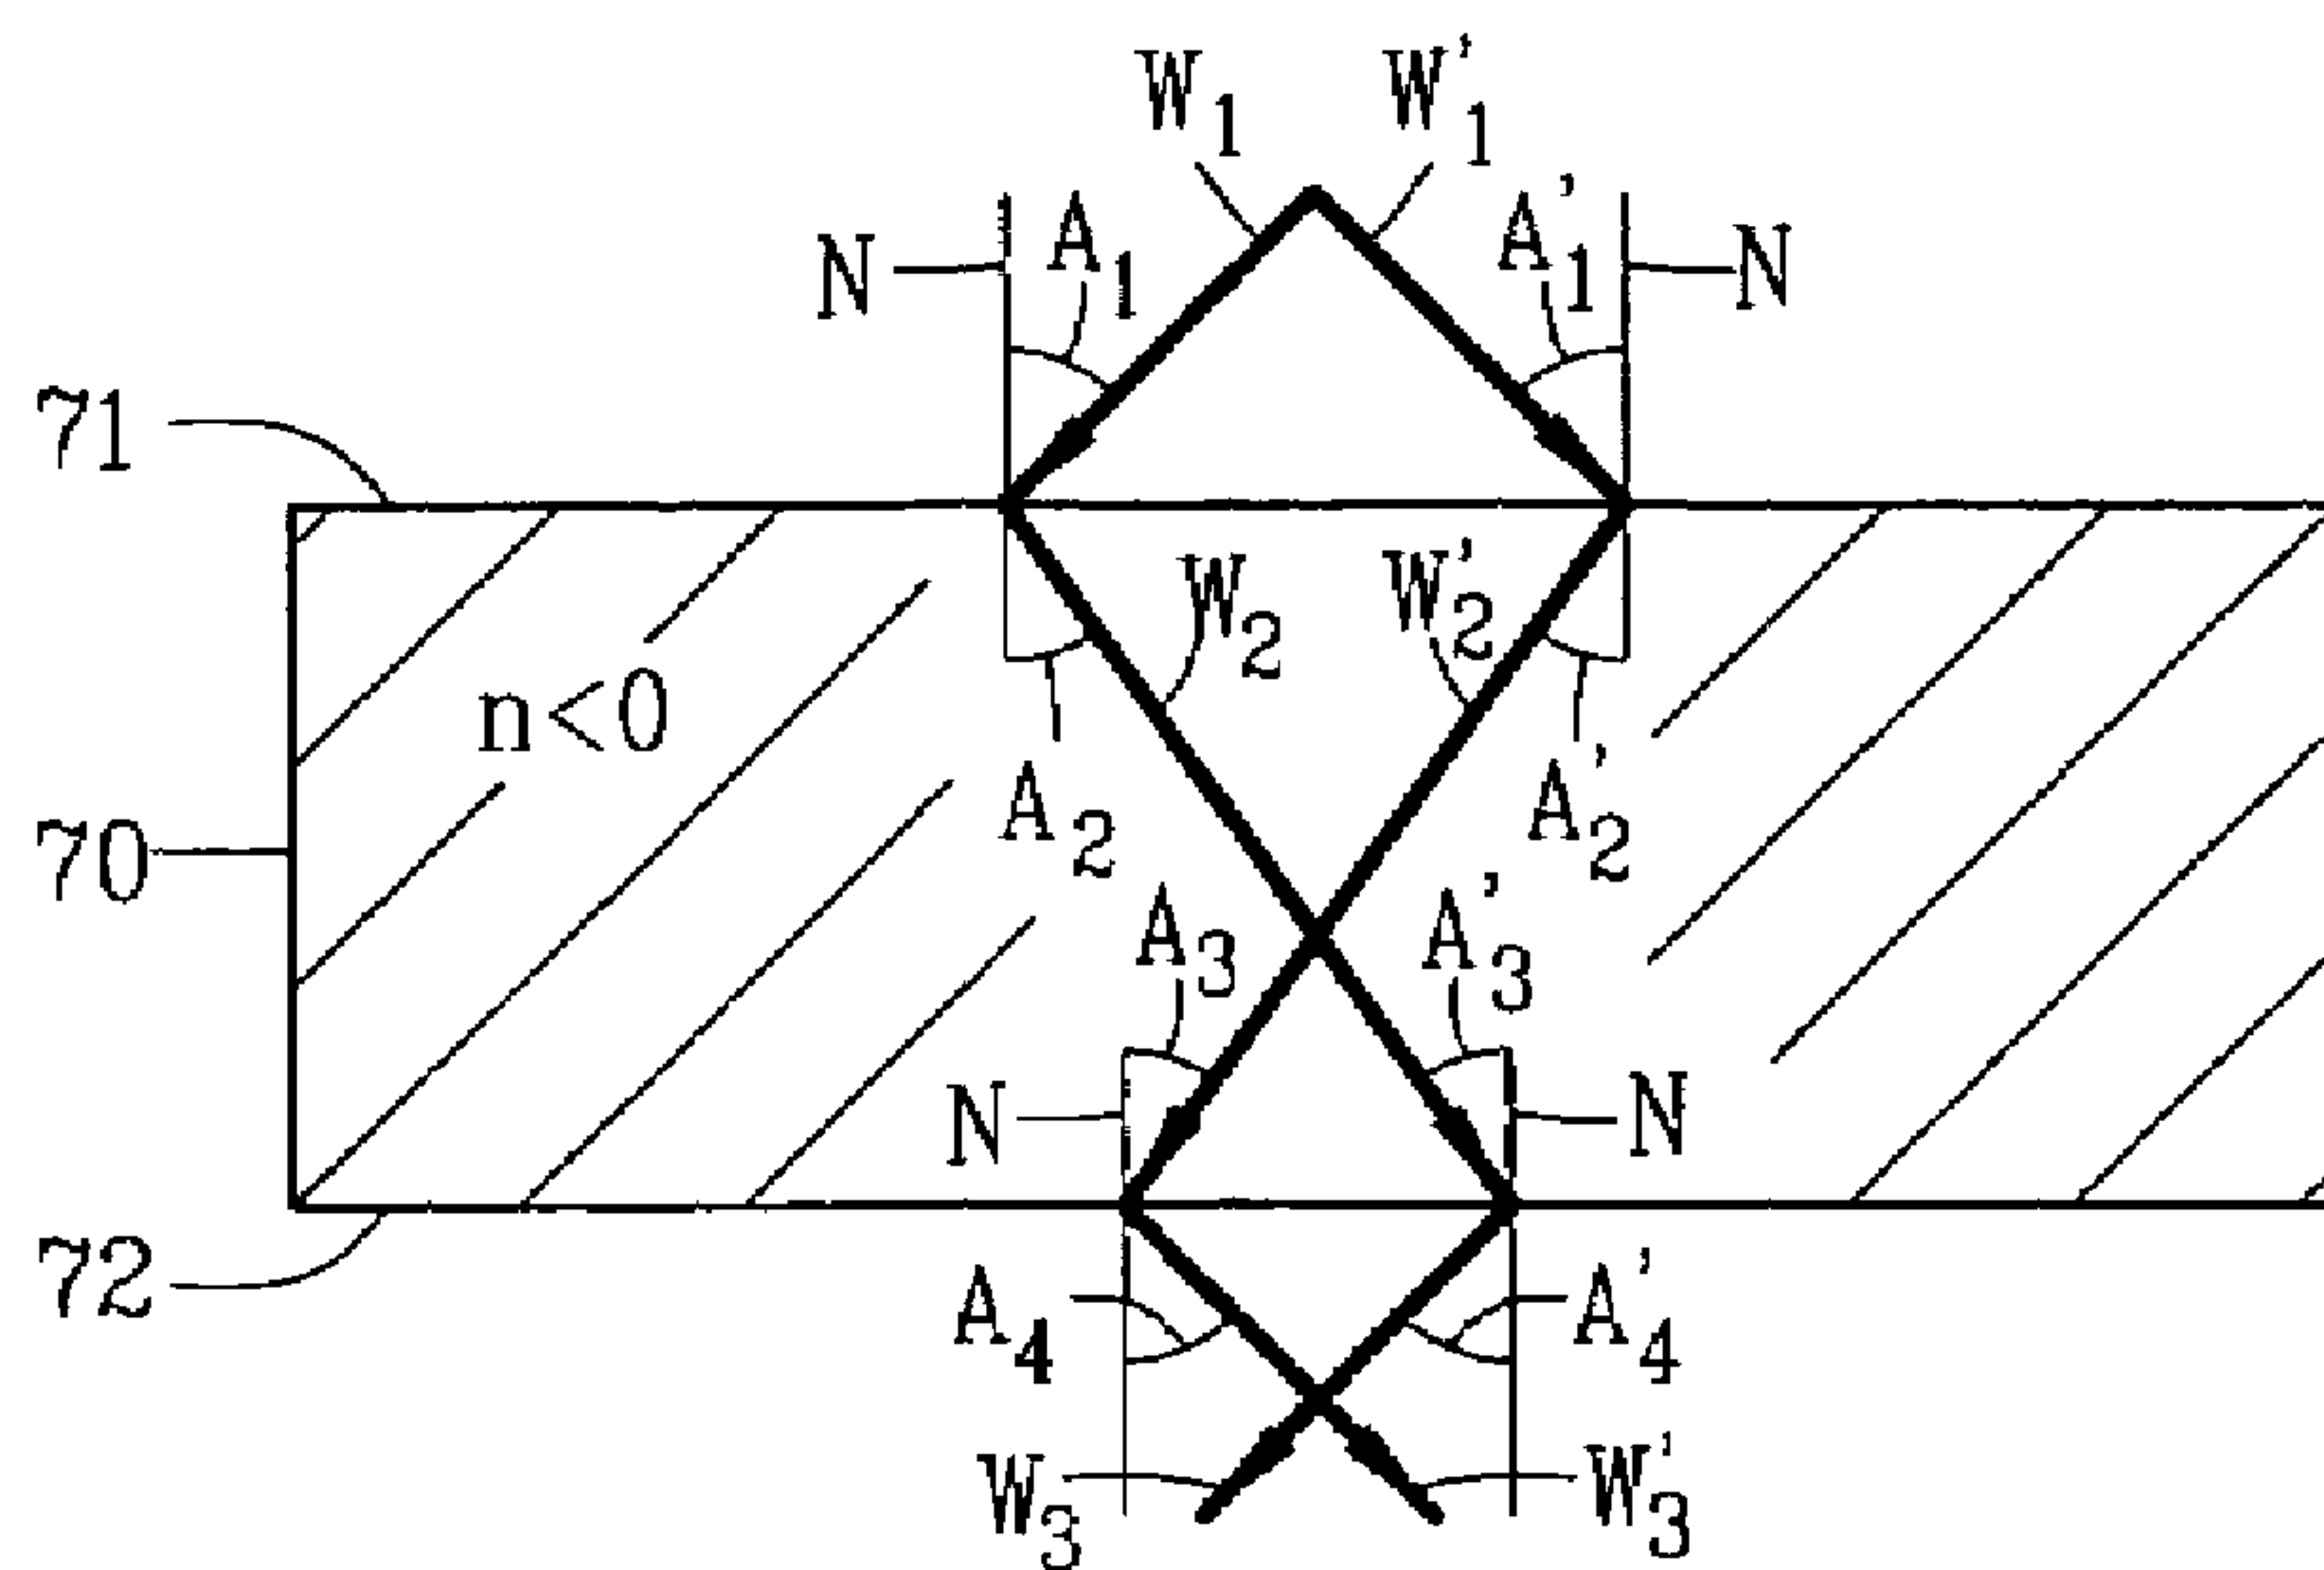 W₁ W'₁
N A₁ A'₁ N
71
W₂ W'₂
n<0
A₂ A'₂
70
A₃ A'₃
N N
72
A₄ A'₄
W₃ W'₃